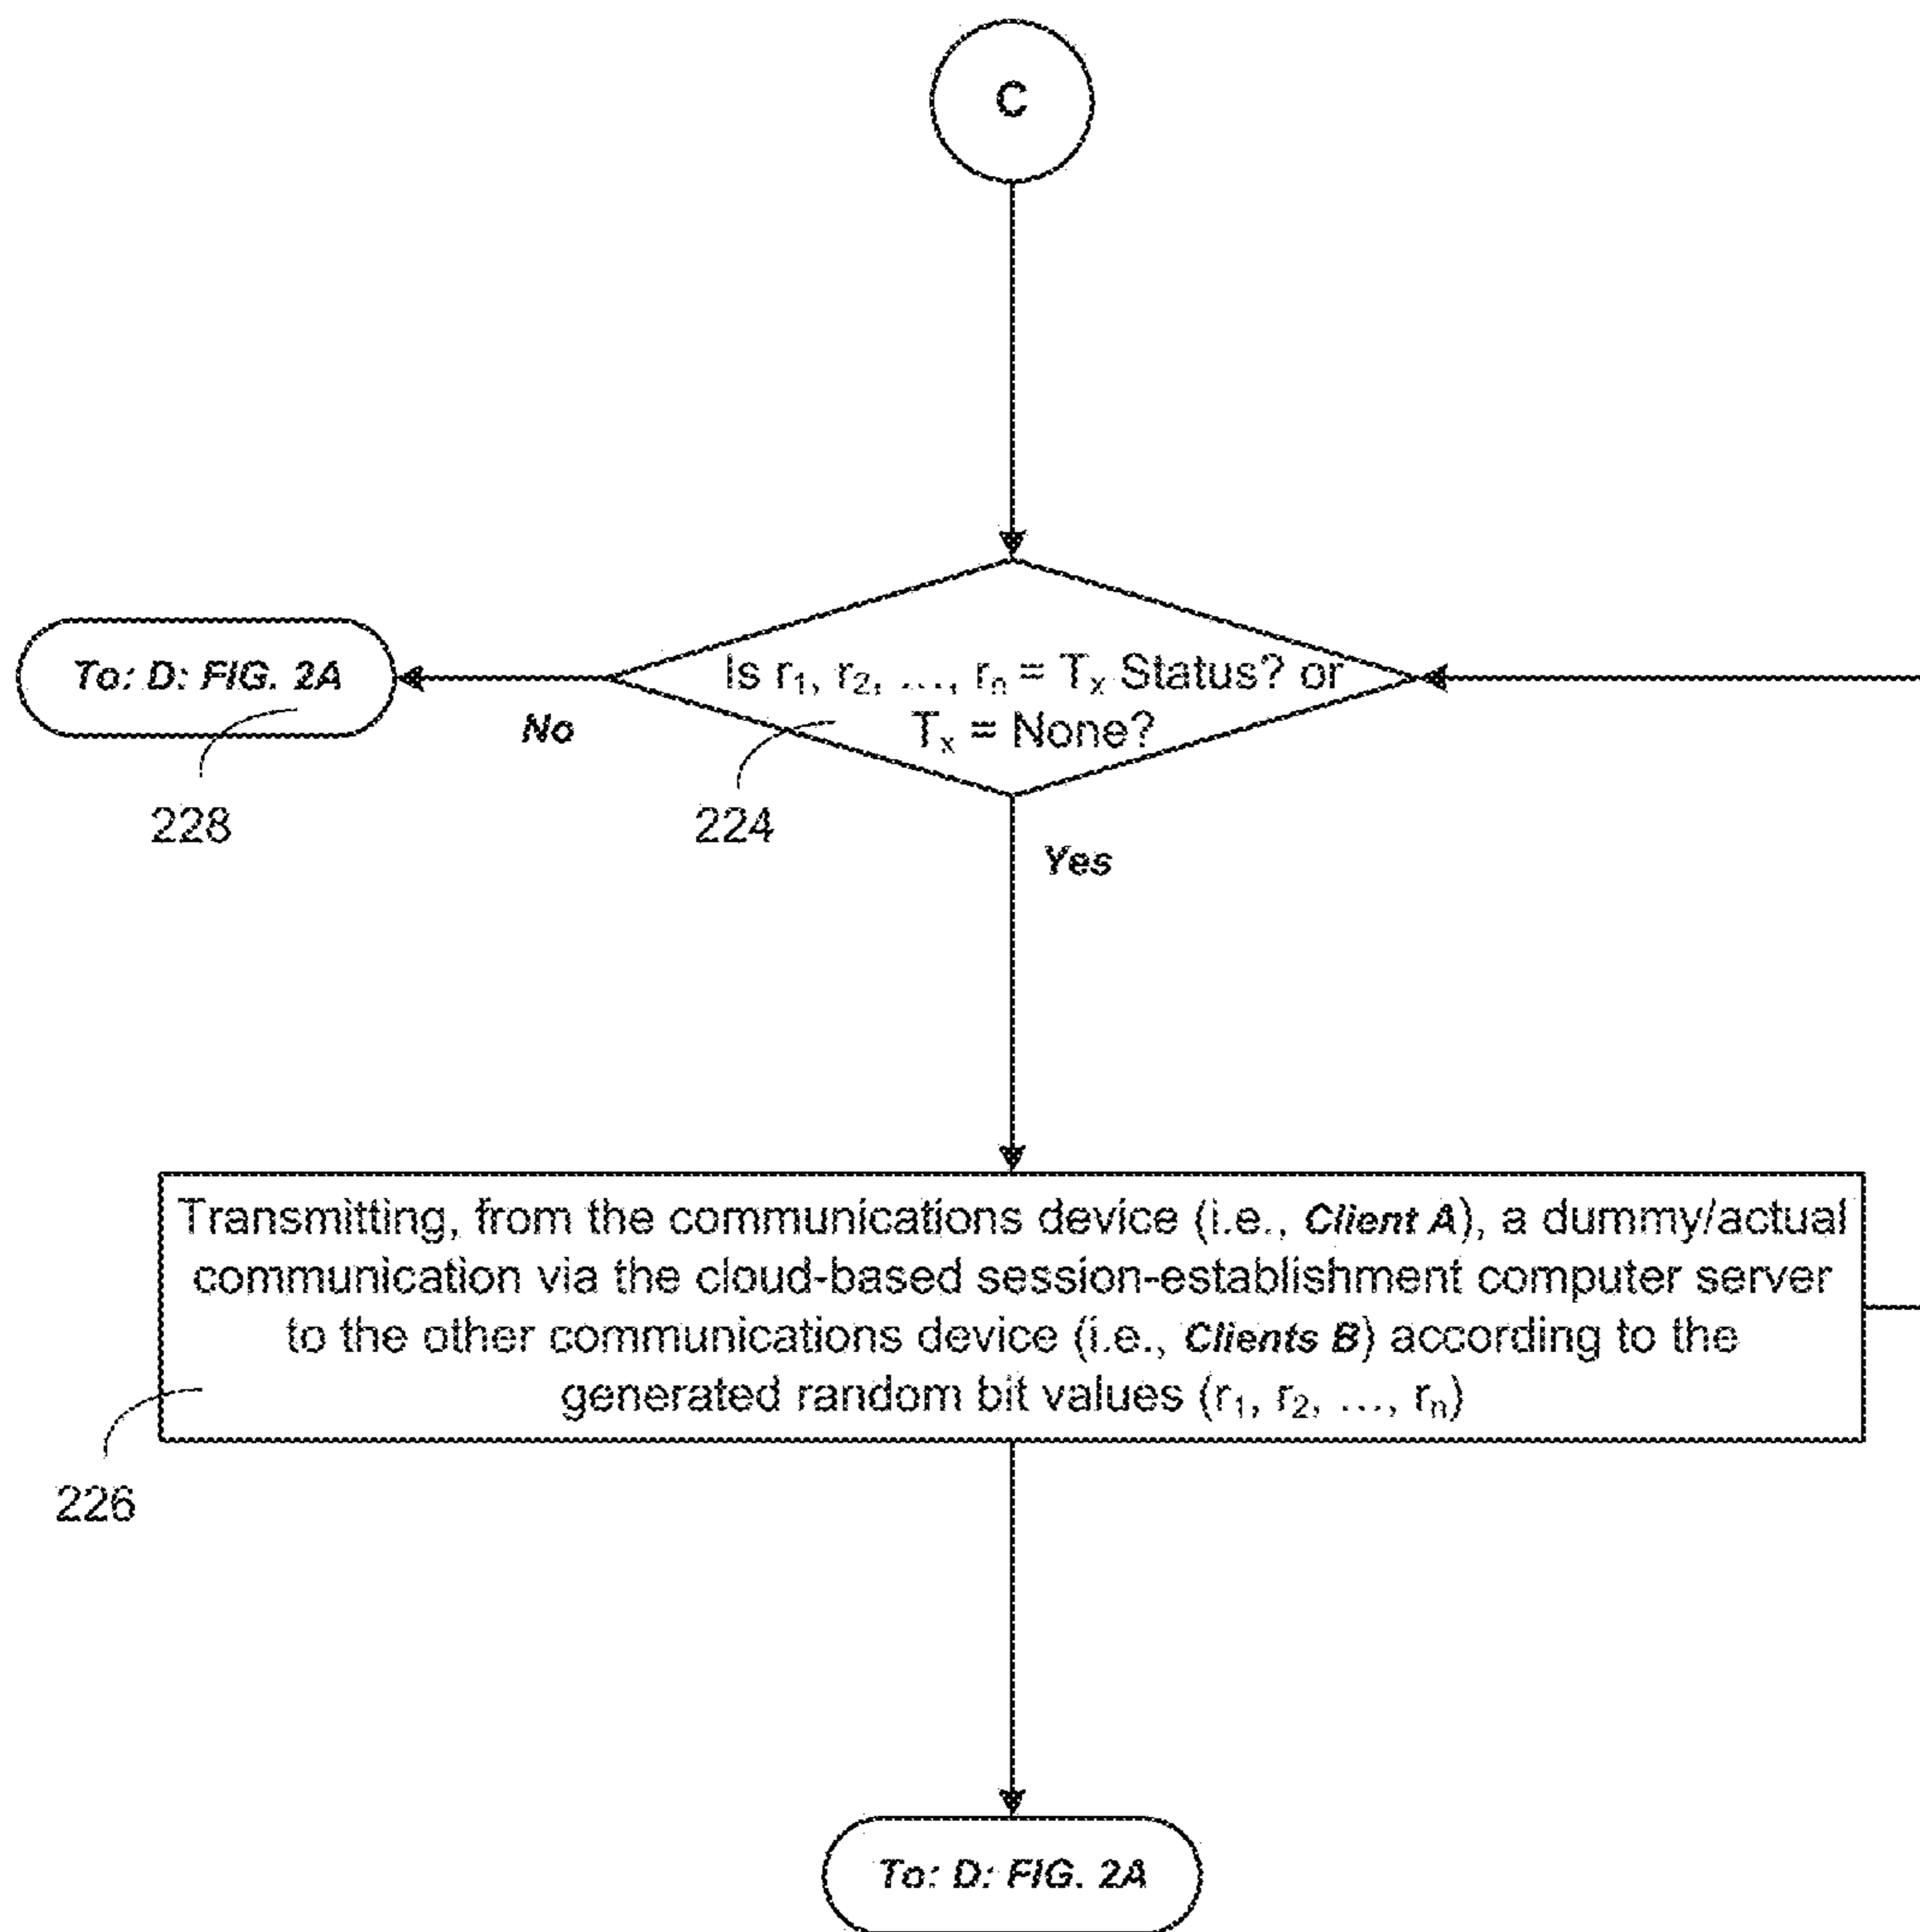 C
Is r₁, r₂, ..., rₙ = Tₓ Status? or
Tₓ = None?
To: D: FIG. 2A
No
228
224
Yes
Transmitting, from the communications device (i.e., Client A), a dummy/actual
communication via the cloud-based session-establishment computer server
to the other communications device (i.e., Clients B) according to the
generated random bit values (r₁, r₂, ..., rₙ)
226
To: D: FIG. 2A